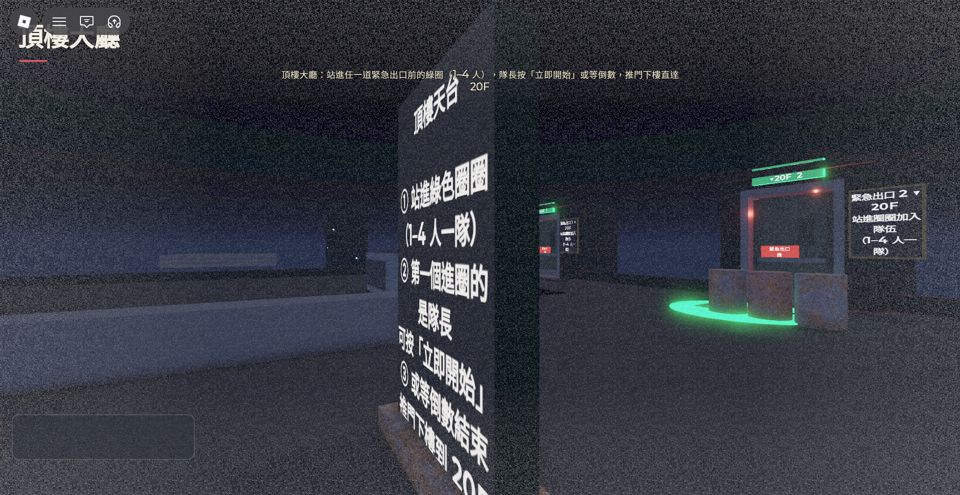 頂樓大廳
頂樓大廳：站進任一道緊急出口前的綠圈（1–4 人），隊長按「立即開始」或等倒數，推門下樓直達
20F
頂樓天台
① 站進綠色圈圈
（1–4 人一隊）
② 第一個進圈的
是隊長
可按「立即開始」
③ 或等倒數結束
推門下樓到 20F
▼20F 2
緊急出口
緊急出口 2 ▼
20F
站進圈圈加入
隊伍
（1–4 人一
隊）